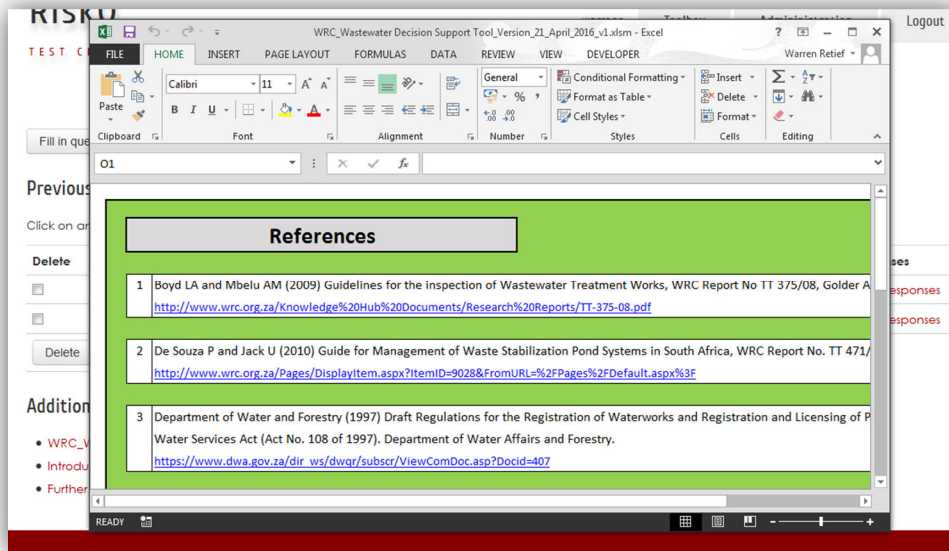 RISKQ
TEST C
Toolbox
Administration
Logout
WRC_Wastewater Decision Support Tool_Version_21_April_2016_v1.xlsm - Excel
FILE HOME INSERT PAGE LAYOUT FORMULAS DATA REVIEW VIEW DEVELOPER Warren Retief
Paste
Calibri 11 A A
B I U A
General
% ,
Conditional Formatting
Format as Table
Cell Styles
Insert
Delete
Format
Clipboard Font Alignment Number Styles Cells Editing
O1 fx
Fill in que
Previous
Click on an
Delete
Delete
ses
esponses
esponses
Addition
WRC_W
Introdu
Further
References
1 Boyd LA and Mbelu AM (2009) Guidelines for the inspection of Wastewater Treatment Works, WRC Report No TT 375/08, Golder A
http://www.wrc.org.za/Knowledge%20Hub%20Documents/Research%20Reports/TT-375-08.pdf
2 De Souza P and Jack U (2010) Guide for Management of Waste Stabilization Pond Systems in South Africa, WRC Report No. TT 471/
http://www.wrc.org.za/Pages/DisplayItem.aspx?ItemID=9028&FromURL=%2FPages%2FDefault.aspx%3F
3 Department of Water and Forestry (1997) Draft Regulations for the Registration of Waterworks and Registration and Licensing of P
Water Services Act (Act No. 108 of 1997). Department of Water Affairs and Forestry.
https://www.dwa.gov.za/dir_ws/dwqr/subscr/ViewComDoc.asp?Docid=407
READY